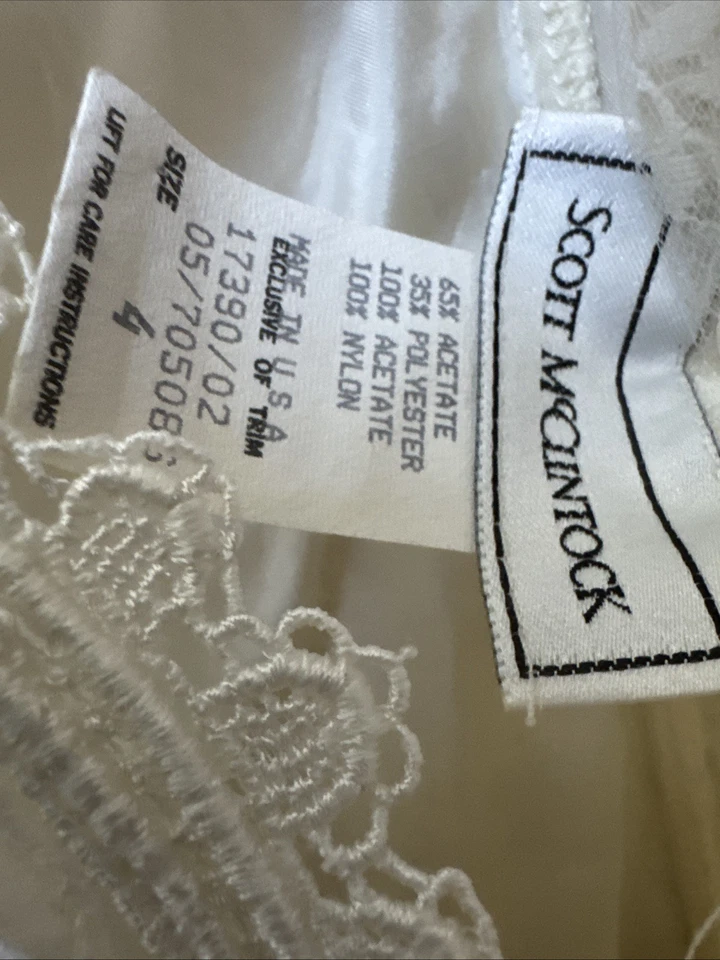 SCOTT MCCLINTOCK
65% ACETATE
35% POLYESTER
100% ACETATE
100% NYLON
MADE IN U S A
EXCLUSIVE OF TRIM
17390/02
05/70508
SIZE 4
LIFT FOR CARE INSTRUCTIONS